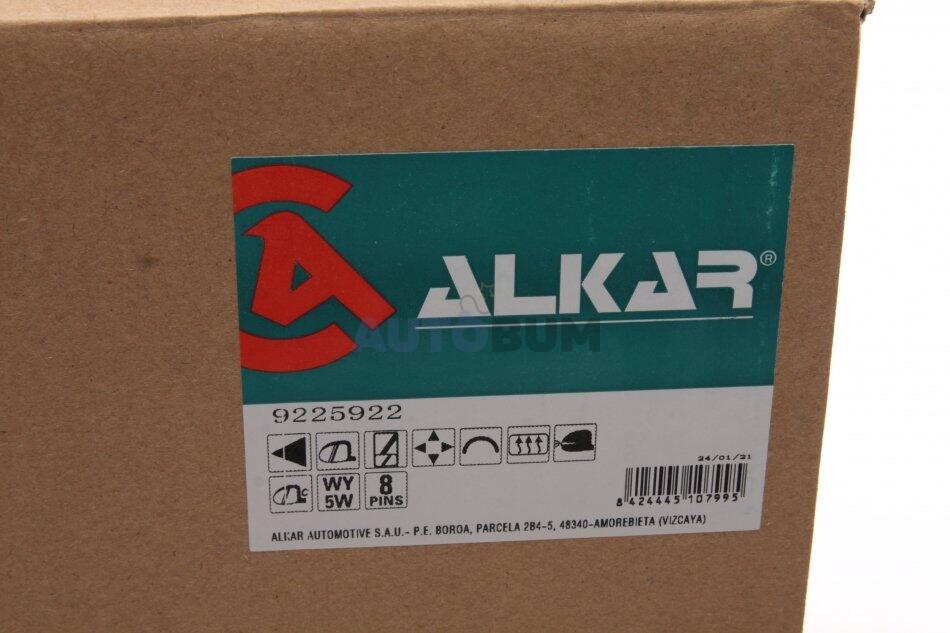 ALKAR®
AUTOBUM
9225922
24/01/21
C
WY
5W
8
PINS
8 424445 107995
ALKAR AUTOMOTIVE S.A.U.- P.E. BOROA, PARCELA 2B4-5, 48340-AMOREBIETA (VIZCAYA)